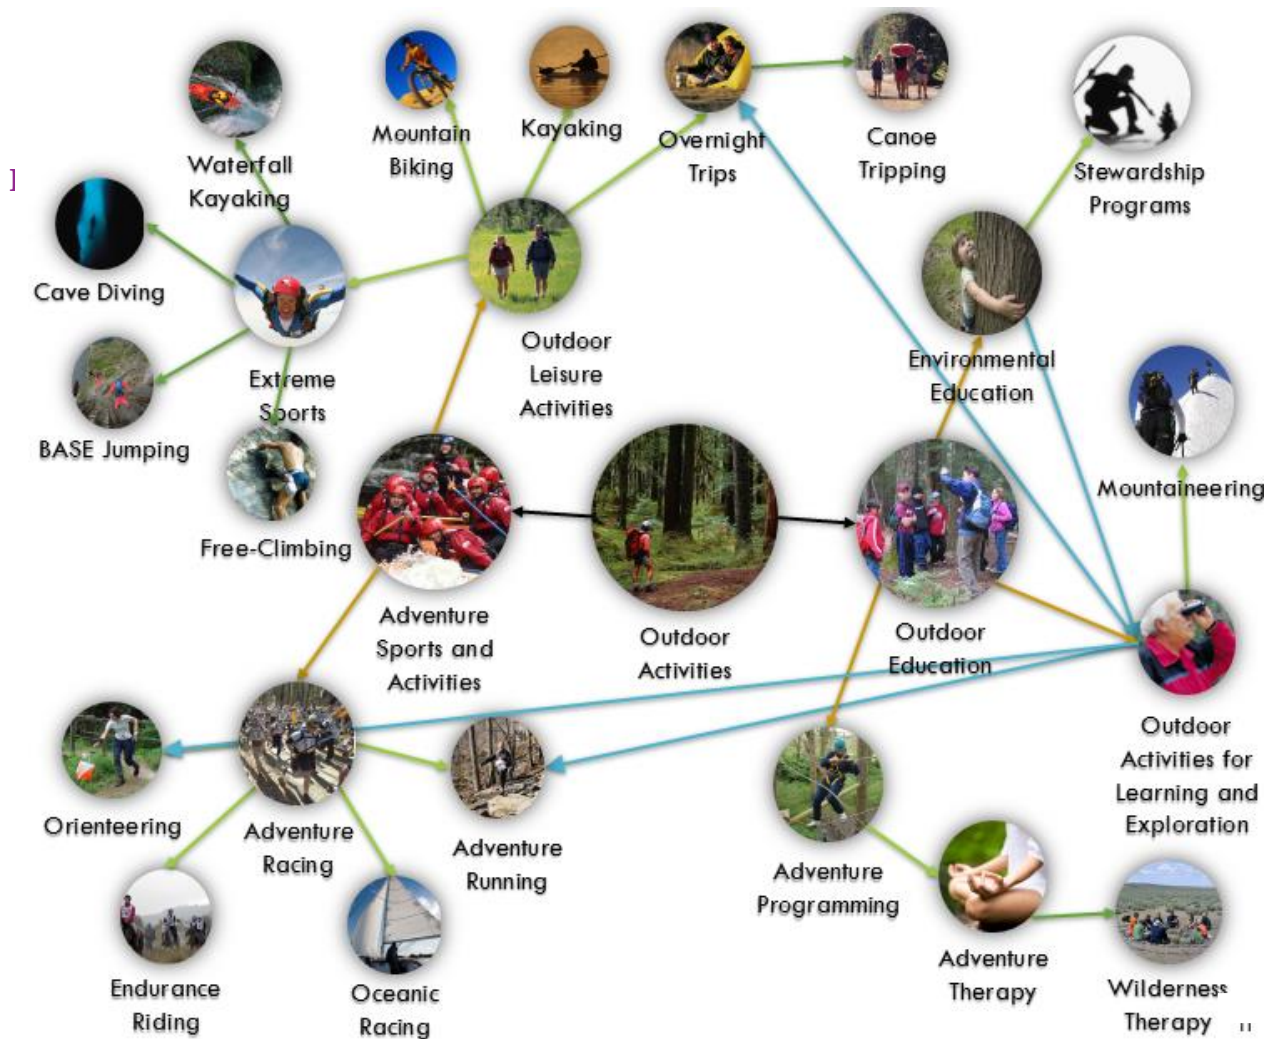 Mountain
Biking
Kayaking
Overnight
Trips
Canoe
Tripping
Waterfall
Kayaking
Stewardship
Programs
]
Cave Diving
Outdoor
Leisure
Activities
Environmental
Education
Extreme
Sports
BASE Jumping
Mountaineering
Free-Climbing
Adventure
Sports and
Activities
Outdoor
Activities
Outdoor
Education
Outdoor
Activities for
Learning and
Exploration
Orienteering
Adventure
Racing
Adventure
Running
Adventure
Programming
Endurance
Riding
Oceanic
Racing
Adventure
Therapy
Wilderness
Therapy